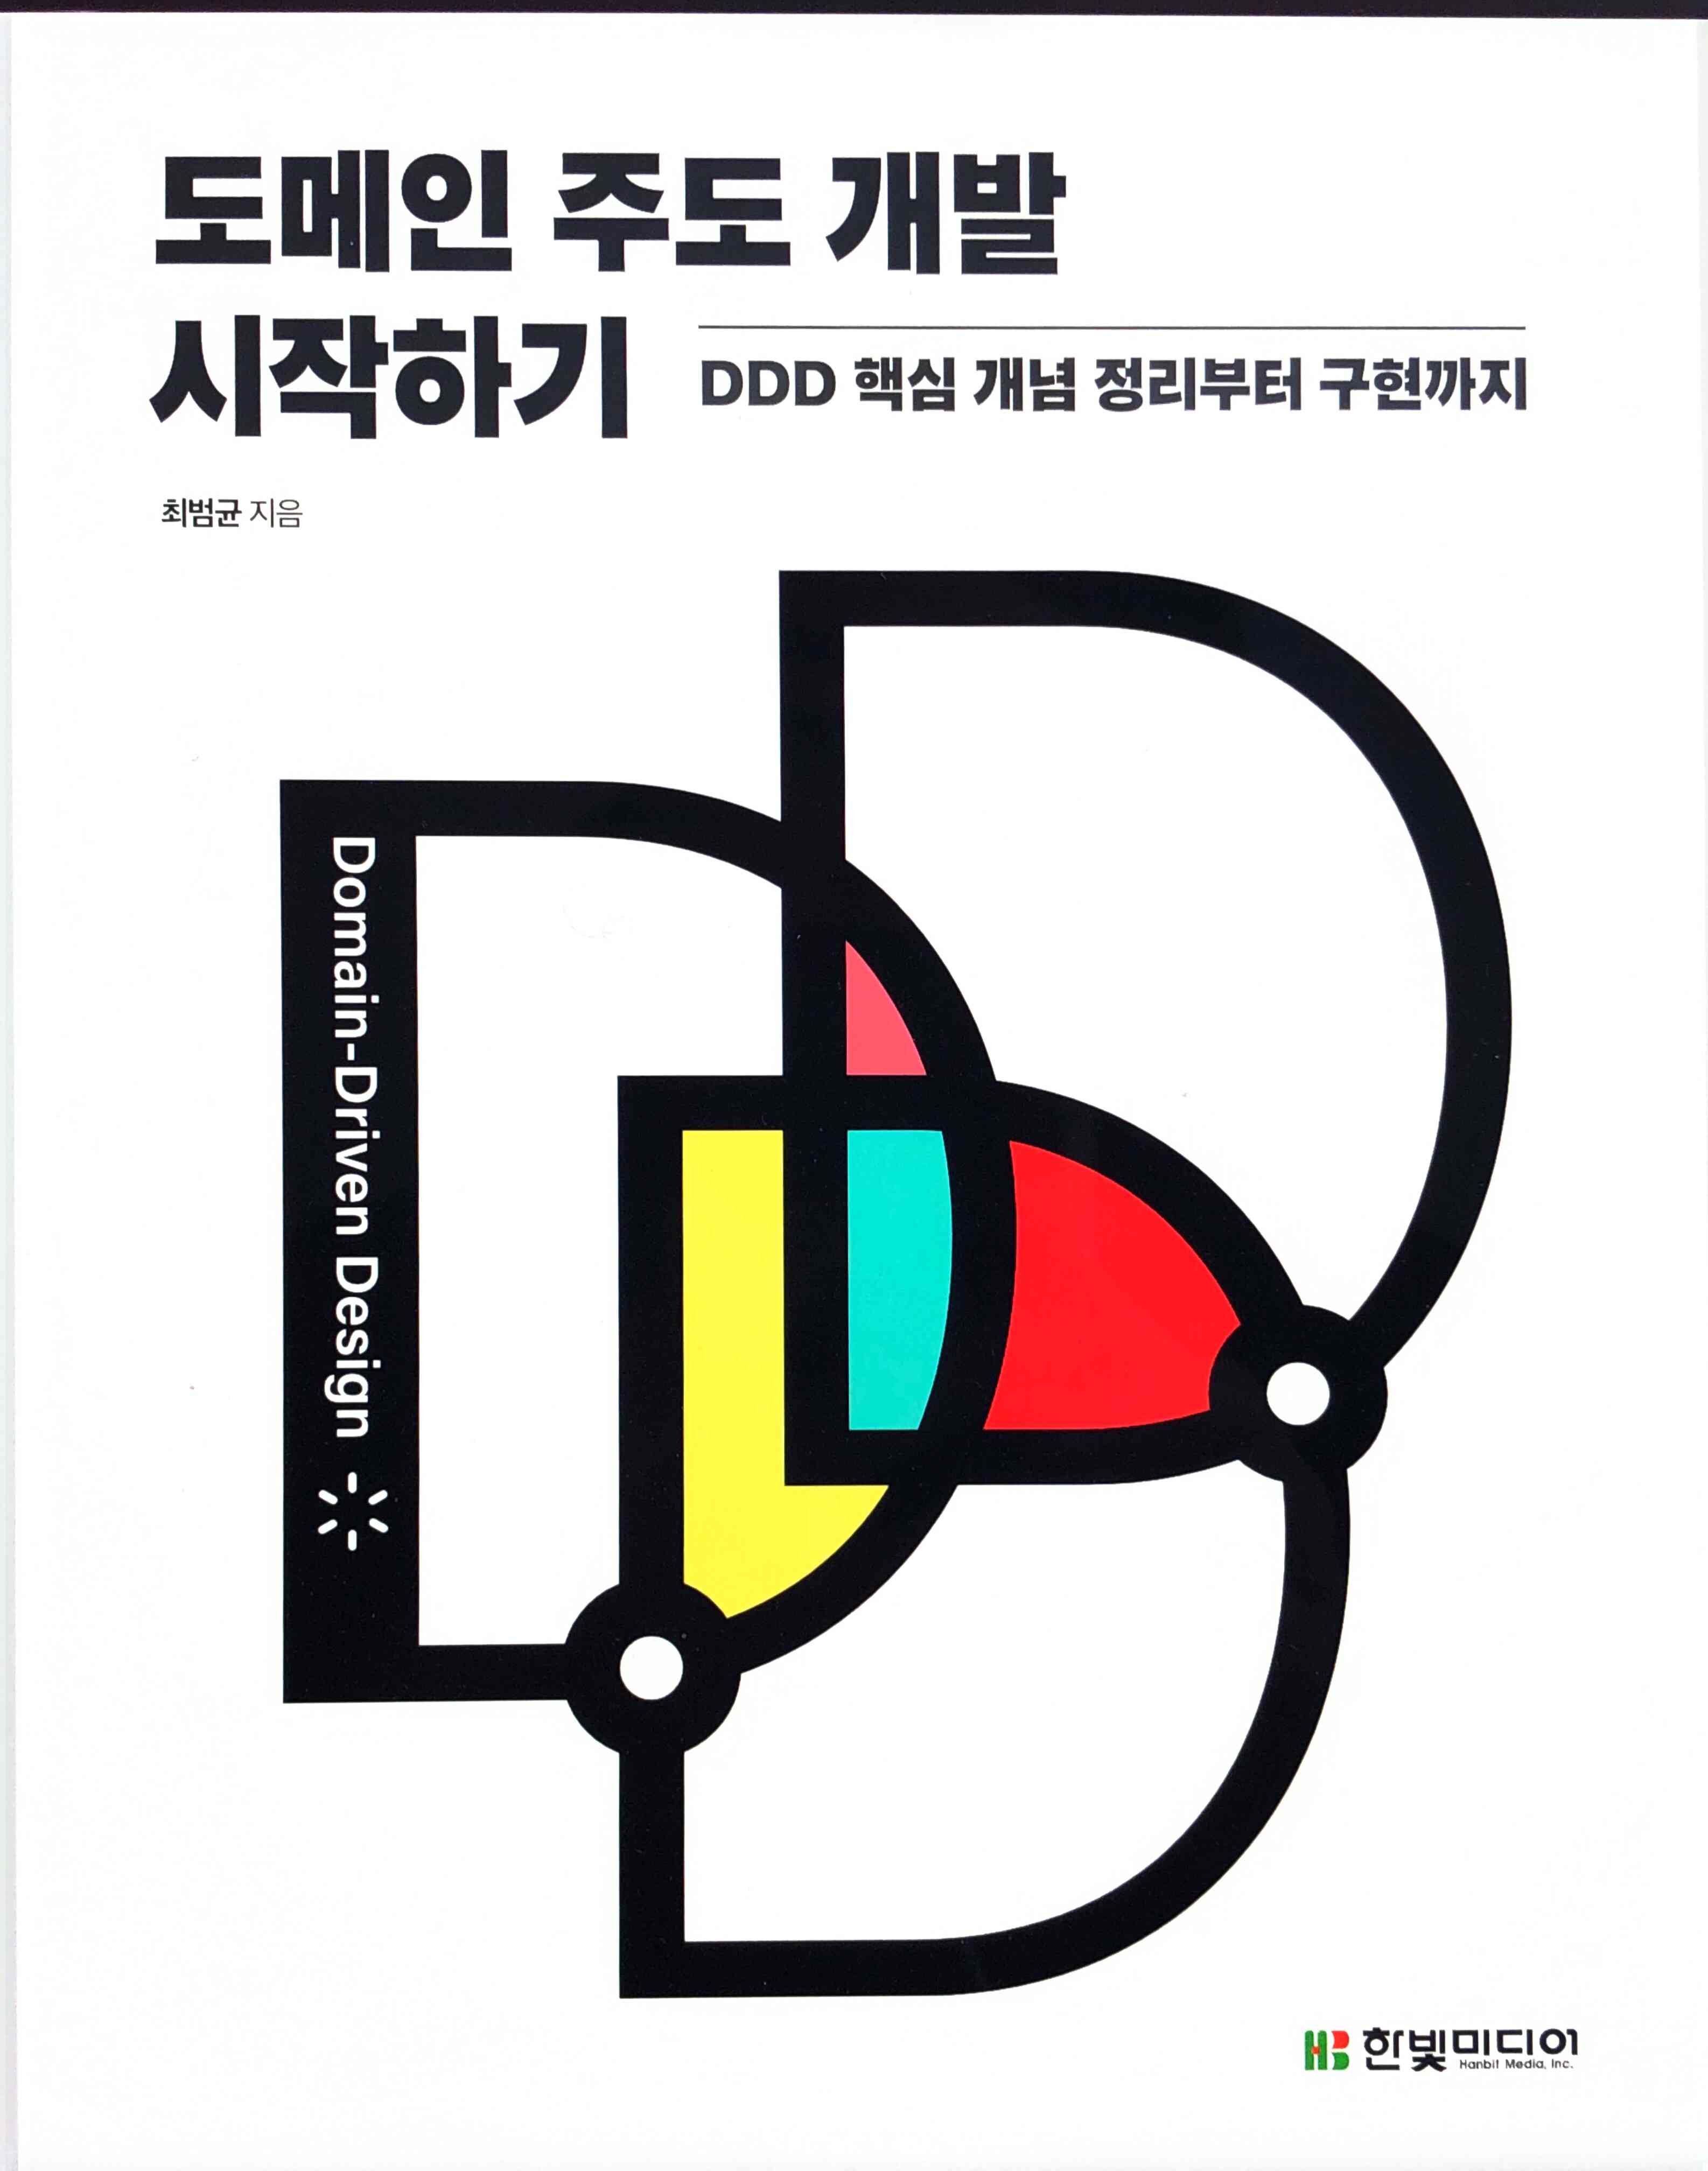 도메인 주도 개발
시작하기
DDD 핵심 개념 정리부터 구현까지
최범균 지음
Domain-Driven Design
한빛미디어
Hanbit Media, Inc.